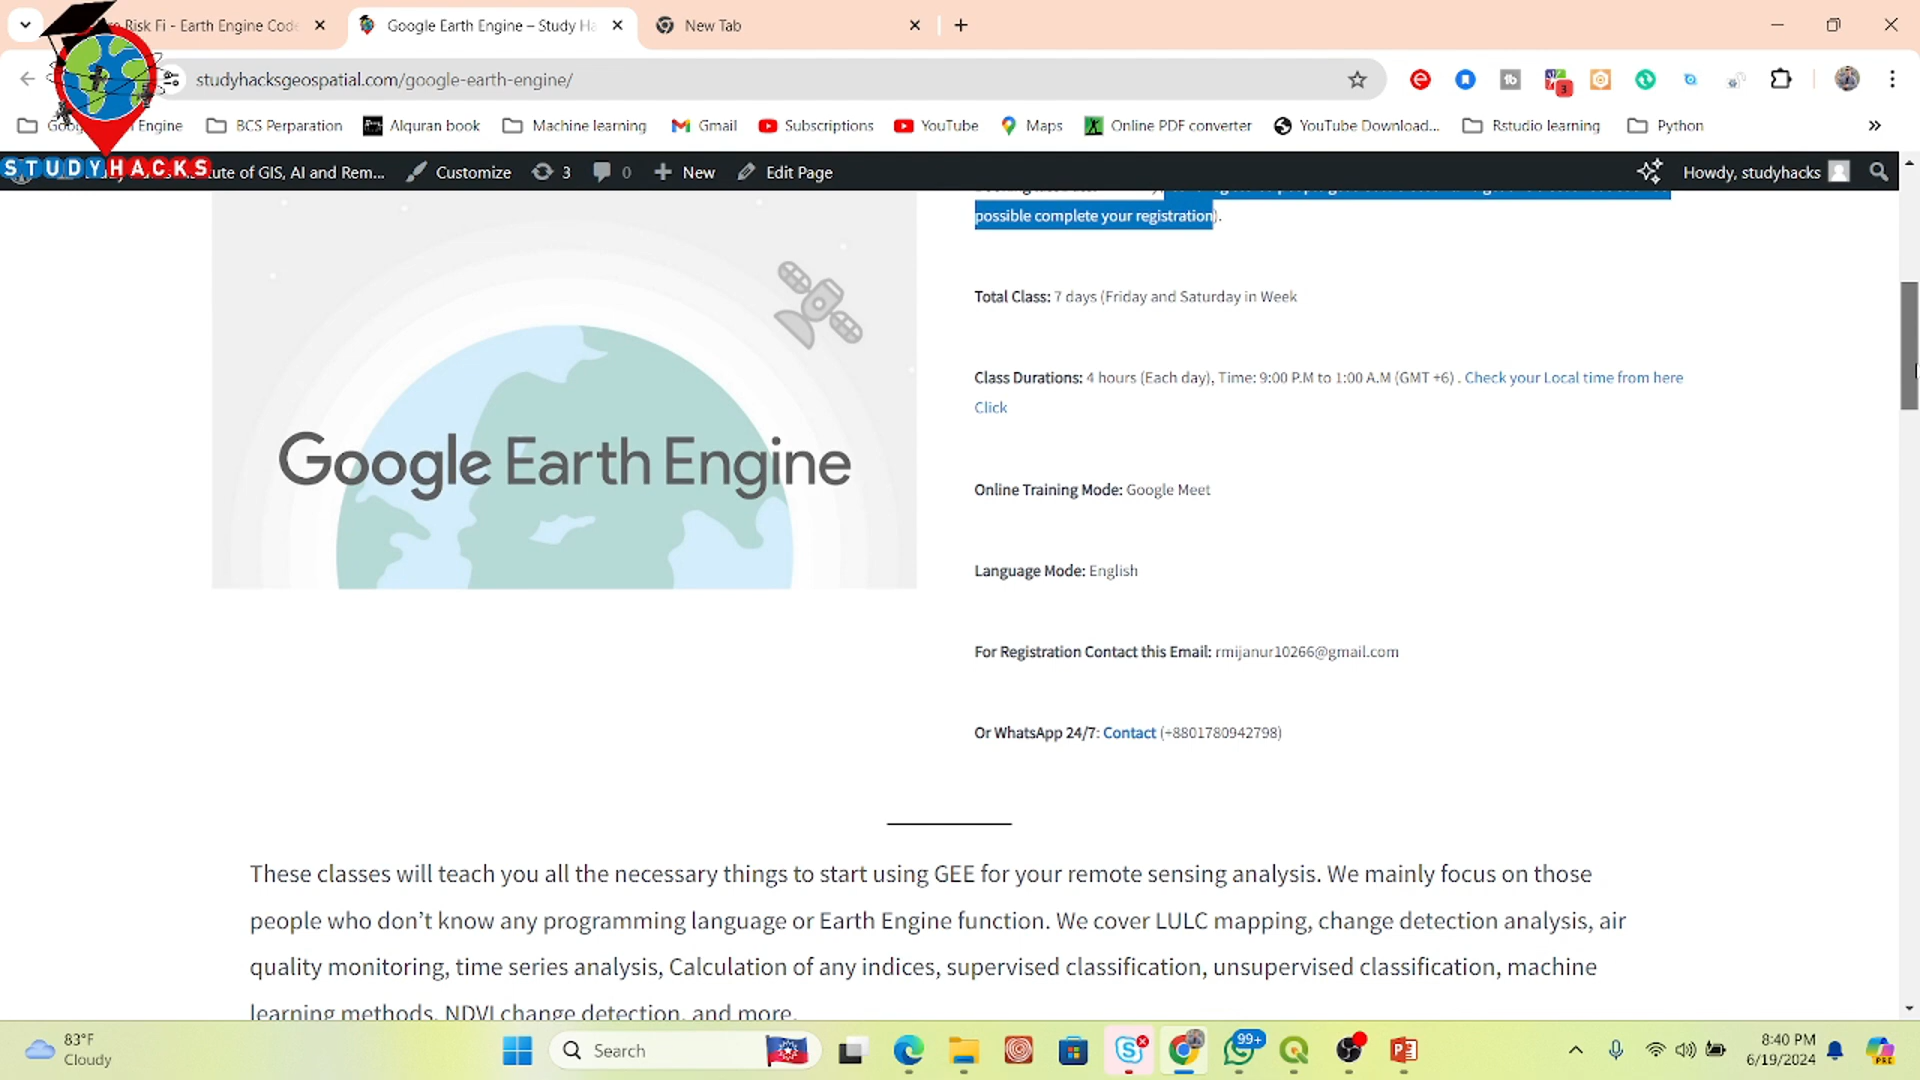 Risk Fi - Earth Engine Code
Google Earth Engine – Study Ha
New Tab
studyhacksgeospatial.com/google-earth-engine/
Engine
BCS Perparation
Alquran book
Machine learning
Gmail
Subscriptions
YouTube
Maps
Online PDF converter
YouTube Download...
Rstudio learning
Python
»
STUDYHACKS
ute of GIS, AI and Rem...
Customize
3
0
New
Edit Page
Howdy, studyhacks
possible complete your registration).
Total Class: 7 days (Friday and Saturday in Week
Class Durations: 4 hours (Each day), Time: 9:00 P.M to 1:00 A.M (GMT +6) . Check your Local time from here
Click
Google Earth Engine
Online Training Mode: Google Meet
Language Mode: English
For Registration Contact this Email: rmijanur10266@gmail.com
Or WhatsApp 24/7: Contact (+8801780942798)
These classes will teach you all the necessary things to start using GEE for your remote sensing analysis. We mainly focus on those
people who don't know any programming language or Earth Engine function. We cover LULC mapping, change detection analysis, air
quality monitoring, time series analysis, Calculation of any indices, supervised classification, unsupervised classification, machine
learning methods, NDVI change detection, and more.
83°F
Cloudy
Search
99+
8:40 PM
6/19/2024